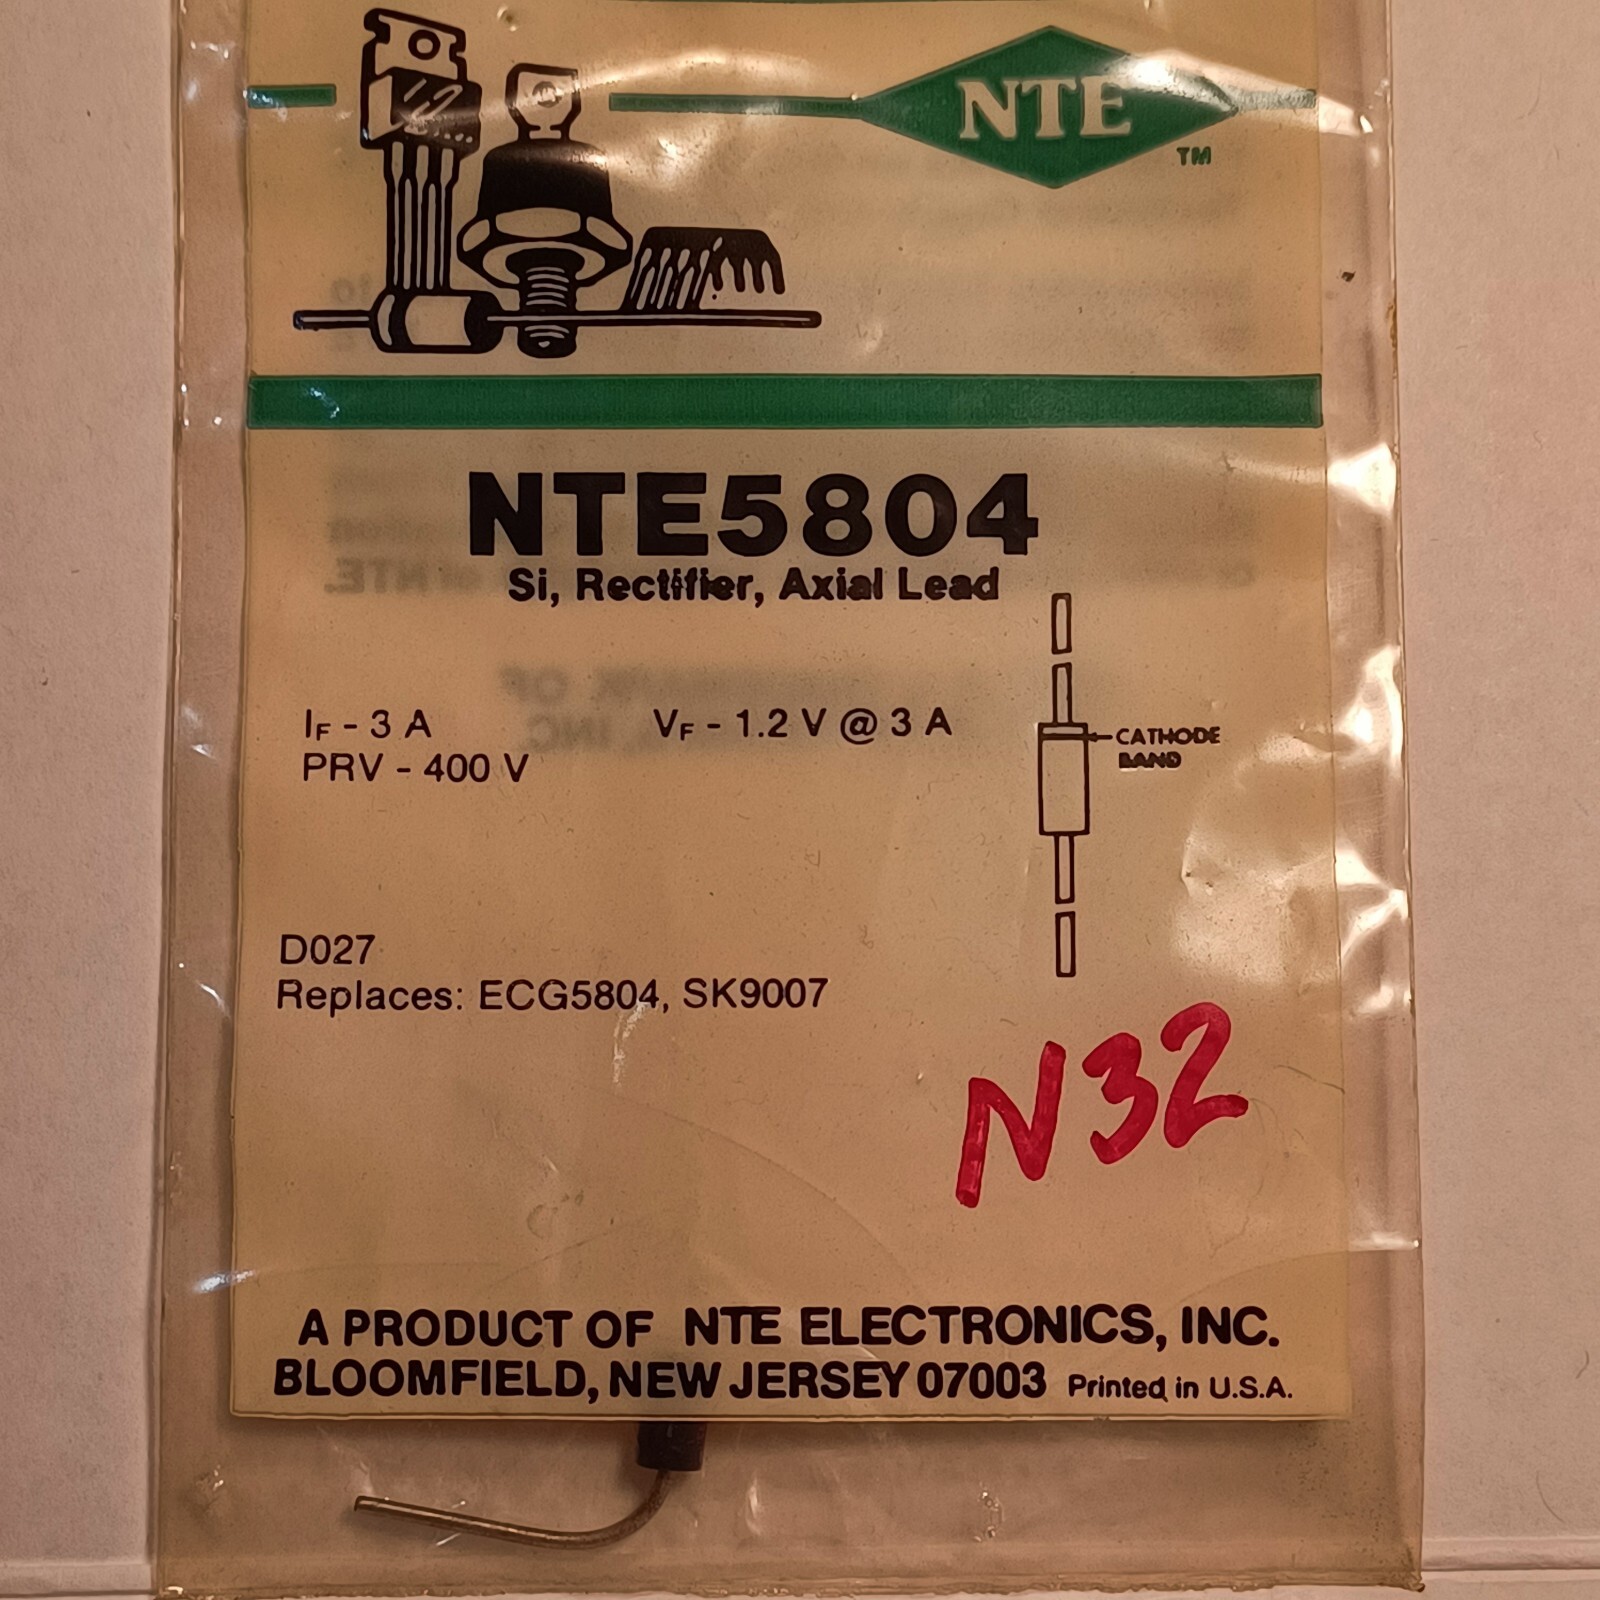 NTE
TM
NTE5804
Si, Rectifier, Axial Lead
IF - 3 A
VF - 1.2 V @ 3 A
PRV - 400 V
CATHODE
BAND
D027
Replaces: ECG5804, SK9007
N32
A PRODUCT OF NTE ELECTRONICS, INC.
BLOOMFIELD, NEW JERSEY 07003 Printed in U.S.A.